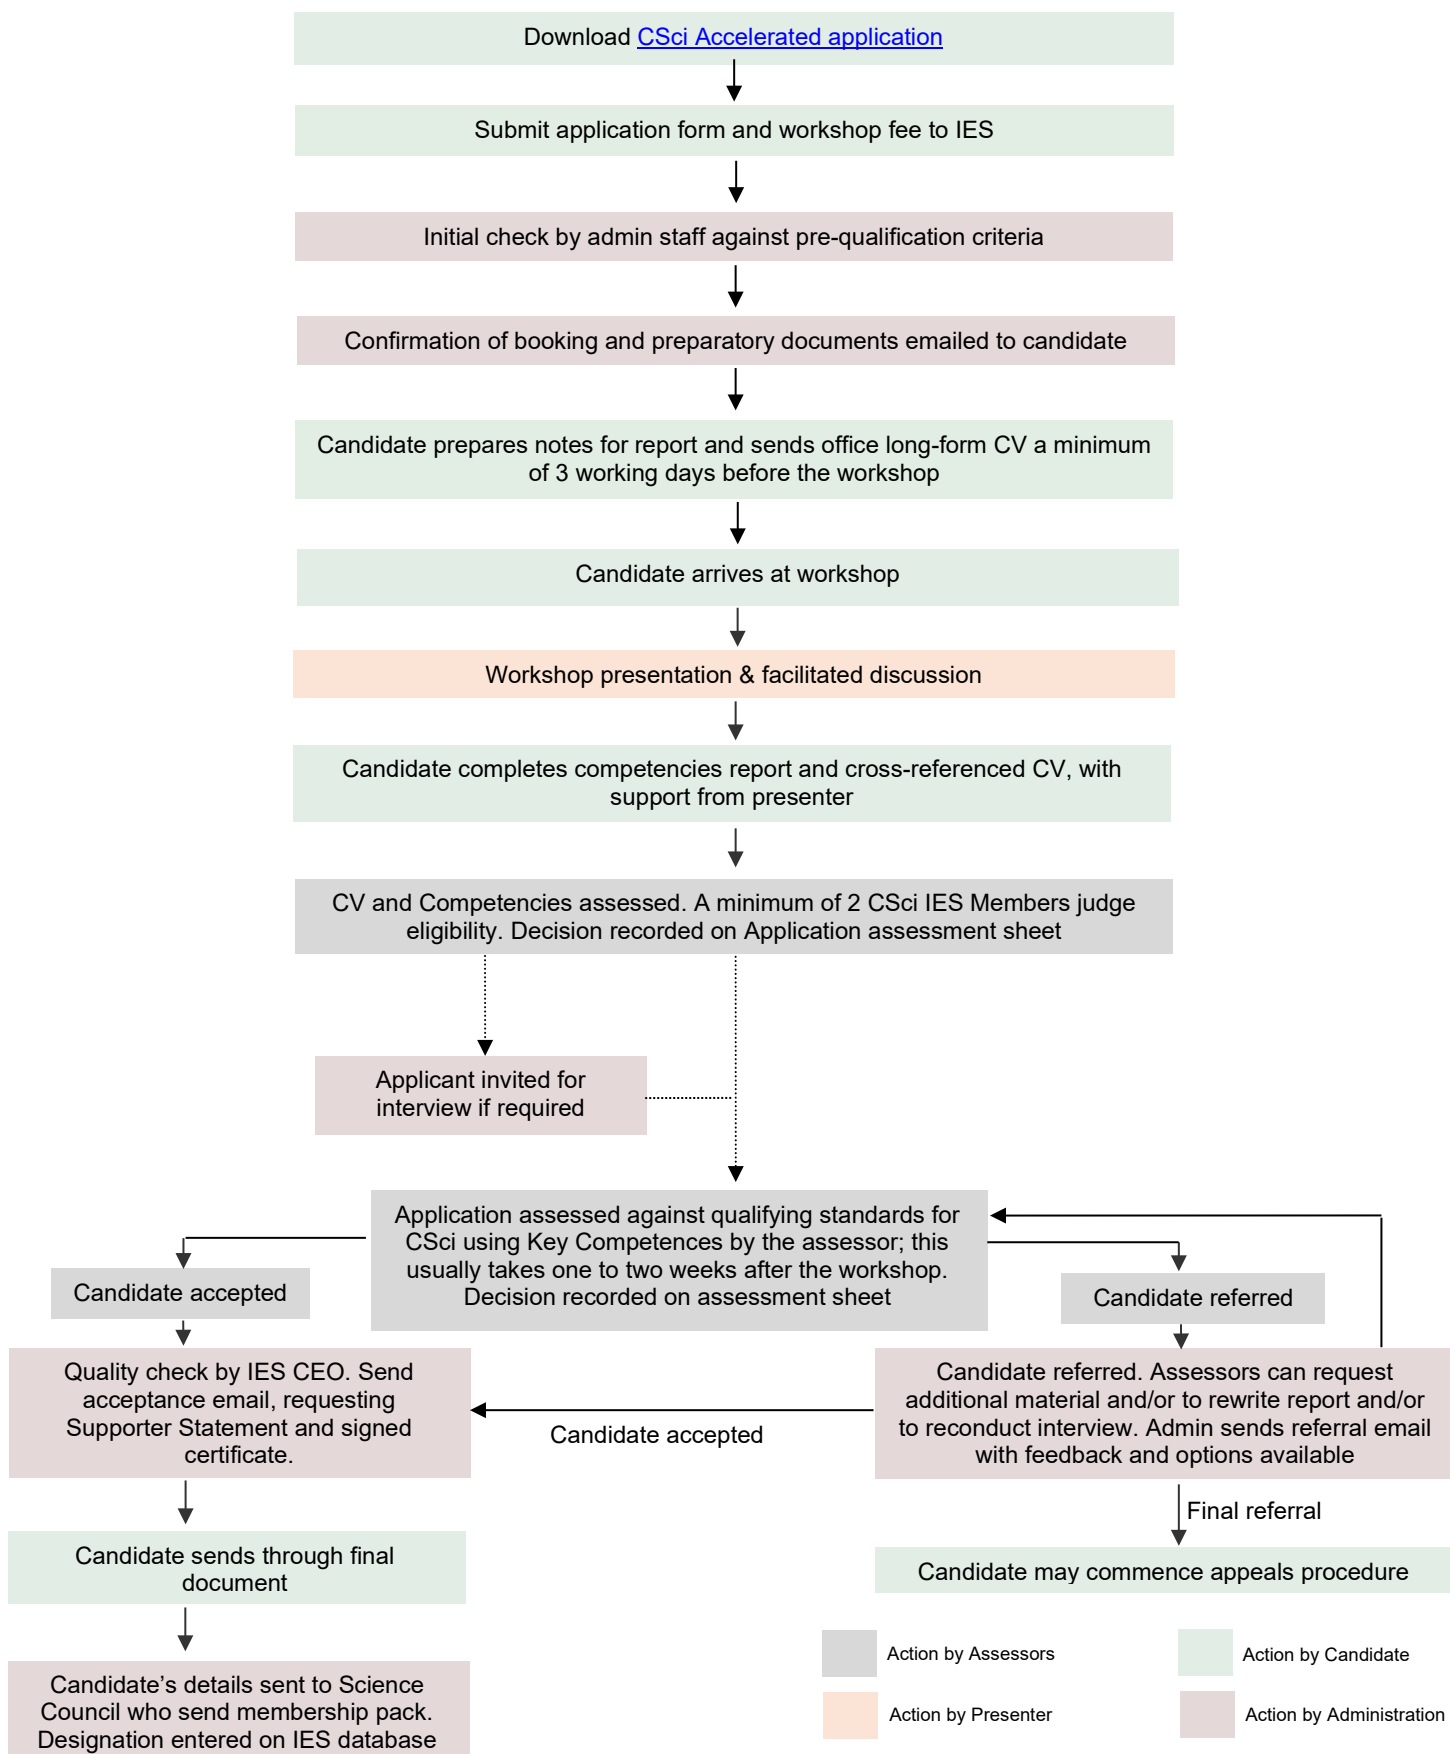 Download CSci Accelerated application
Submit application form and workshop fee to IES
Initial check by admin staff against pre-qualification criteria
Confirmation of booking and preparatory documents emailed to candidate
Candidate prepares notes for report and sends office long-form CV a minimum
of 3 working days before the workshop
Candidate arrives at workshop
Workshop presentation & facilitated discussion
Candidate completes competencies report and cross-referenced CV, with
support from presenter
CV and Competencies assessed. A minimum of 2 CSci IES Members judge
eligibility. Decision recorded on Application assessment sheet
Applicant invited for
interview if required
Application assessed against qualifying standards for
CSci using Key Competences by the assessor; this
usually takes one to two weeks after the workshop.
Decision recorded on assessment sheet
Candidate accepted
Candidate referred
Quality check by IES CEO. Send
acceptance email, requesting
Supporter Statement and signed
certificate.
Candidate accepted
Candidate referred. Assessors can request
additional material and/or to rewrite report and/or
to reconduct interview. Admin sends referral email
with feedback and options available
Final referral
Candidate sends through final
document
Candidate may commence appeals procedure
Candidate’s details sent to Science
Council who send membership pack.
Designation entered on IES database
Action by Assessors
Action by Candidate
Action by Presenter
Action by Administration